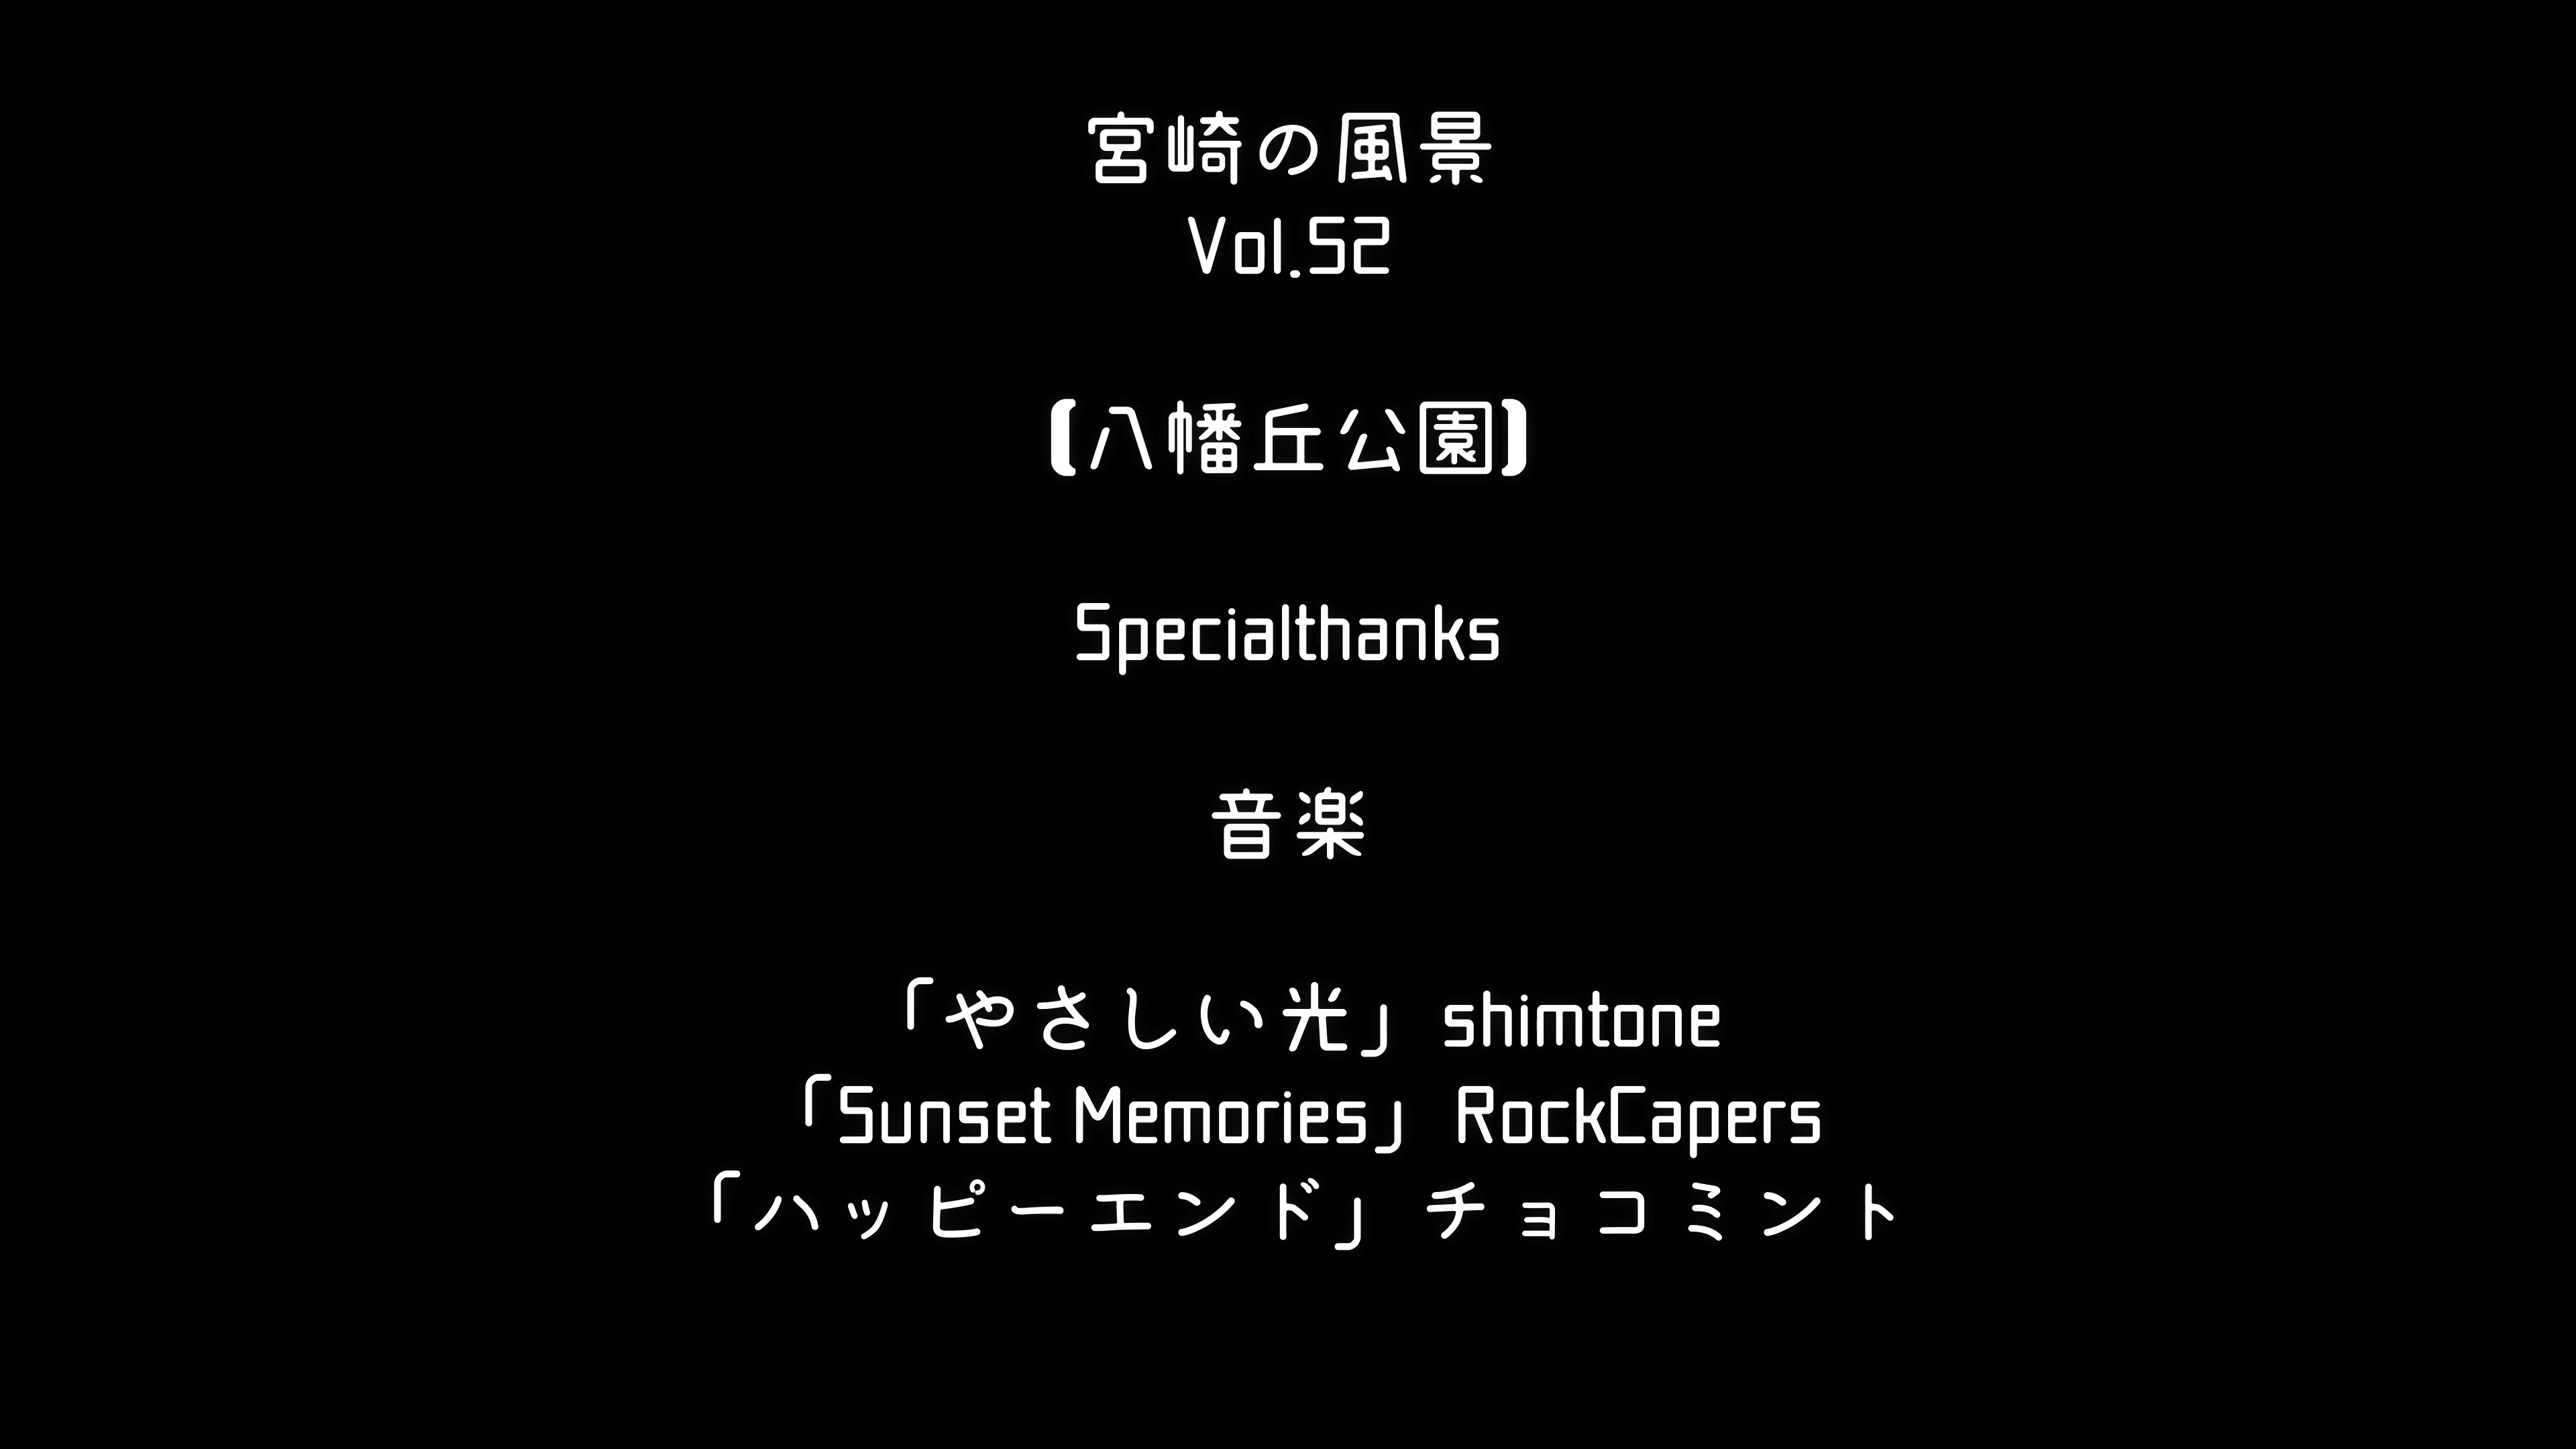 宮崎の風景
Vol.52
【八幡丘公園】
Specialthanks
音楽
「やさしい光」 shimtone
「Sunset Memories」 RockCapers
「ハッピーエンド」 チョコミント